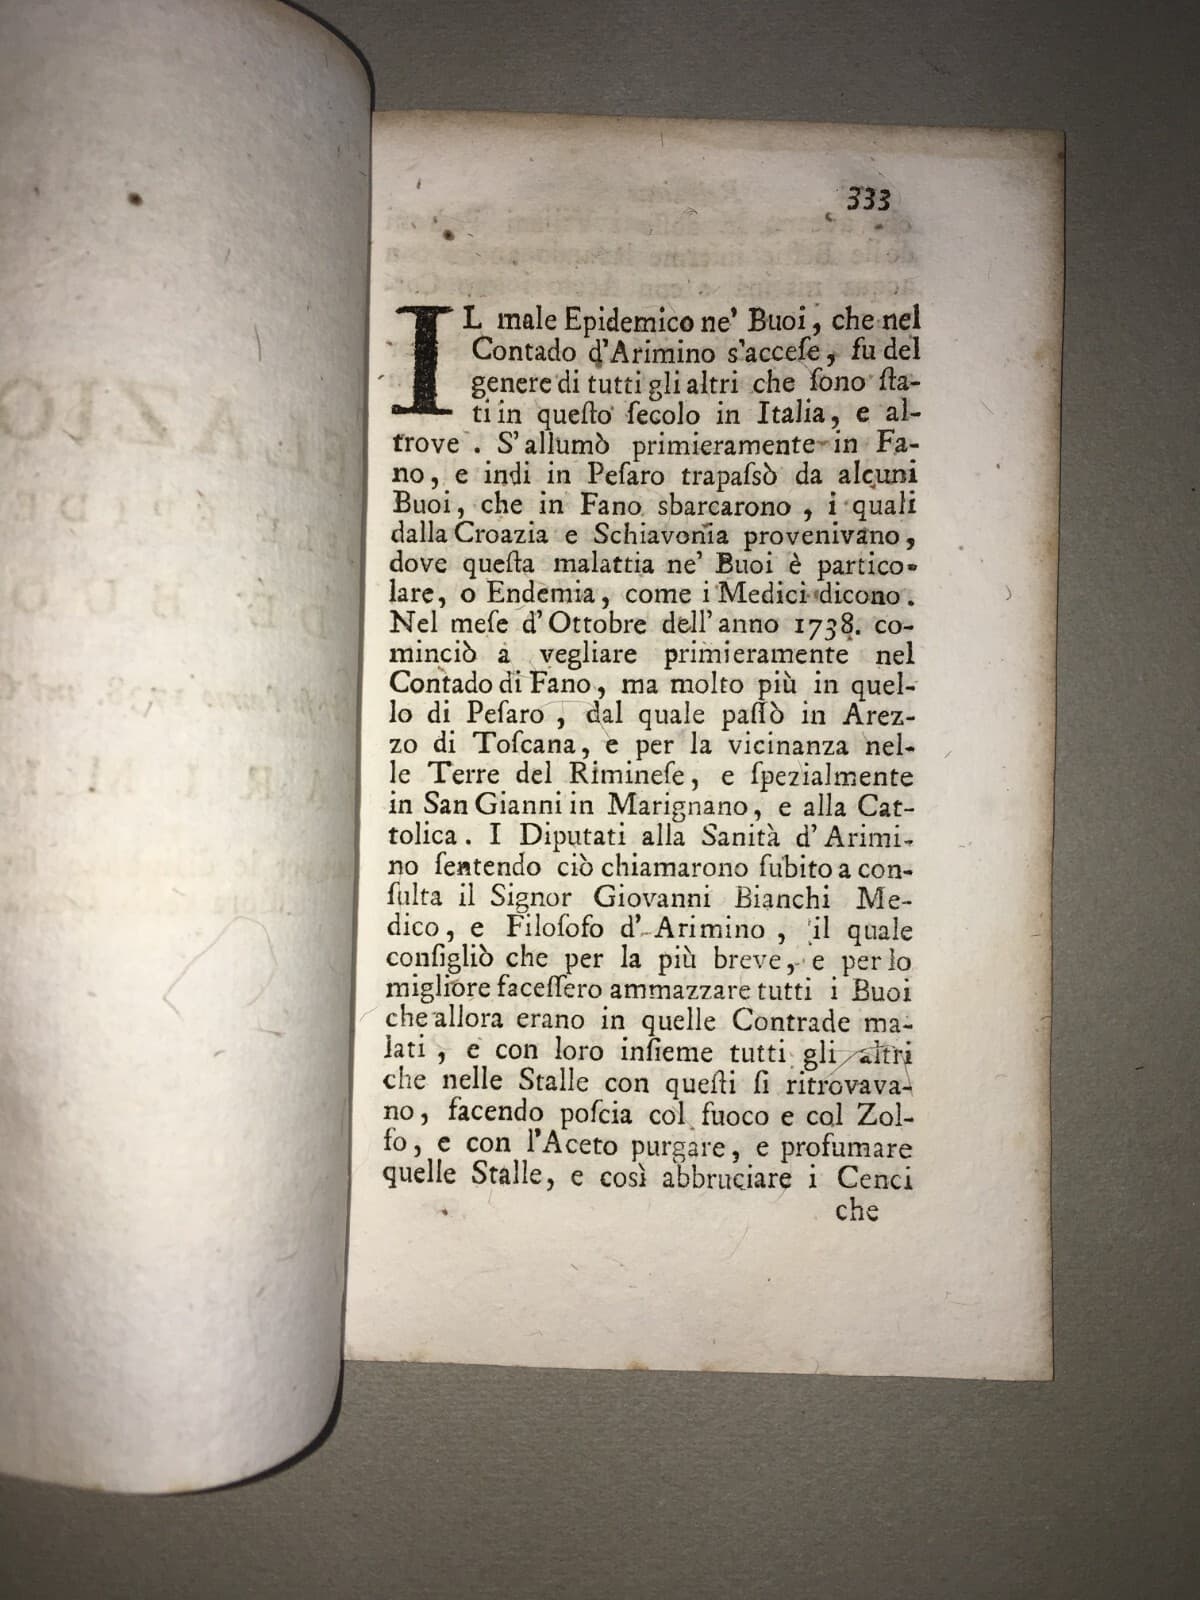 333
IL male Epidemico ne' Buoi, che nel
Contado d'Arimino s'acceſe, fu del
genere di tutti gli altri che ſono ſta-
ti in queſto ſecolo in Italia, e al-
trove. S'allumò primieramente in Fa-
no, e indi in Peſaro trapaſsò da alcuni
Buoi, che in Fano sbarcarono, i quali
dalla Croazia e Schiavonia provenivano,
dove queſta malattia ne' Buoi è partico-
lare, o Endemia, come i Medici dicono.
Nel meſe d'Ottobre dell'anno 1738. co-
minciò a vegliare primieramente nel
Contado di Fano, ma molto più in quel-
lo di Peſaro, dal quale paſſò in Arez-
zo di Toſcana, e per la vicinanza nel-
le Terre del Rimineſe, e ſpezialmente
in San Gianni in Marignano, e alla Cat-
tolica. I Diputati alla Sanità d'Arimi-
no ſentendo ciò chiamarono ſubito a con-
ſulta il Signor Giovanni Bianchi Me-
dico, e Filoſofo d'Arimino, il quale
conſigliò che per la più breve, e per lo
migliore faceſſero ammazzare tutti i Buoi
che allora erano in quelle Contrade ma-
lati, e con loro inſieme tutti gli altri
che nelle Stalle con queſti ſi ritrovava-
no, facendo poſcia col fuoco e col Zol-
fo, e con l'Aceto purgare, e profumare
quelle Stalle, e così abbruciare i Cenci
che